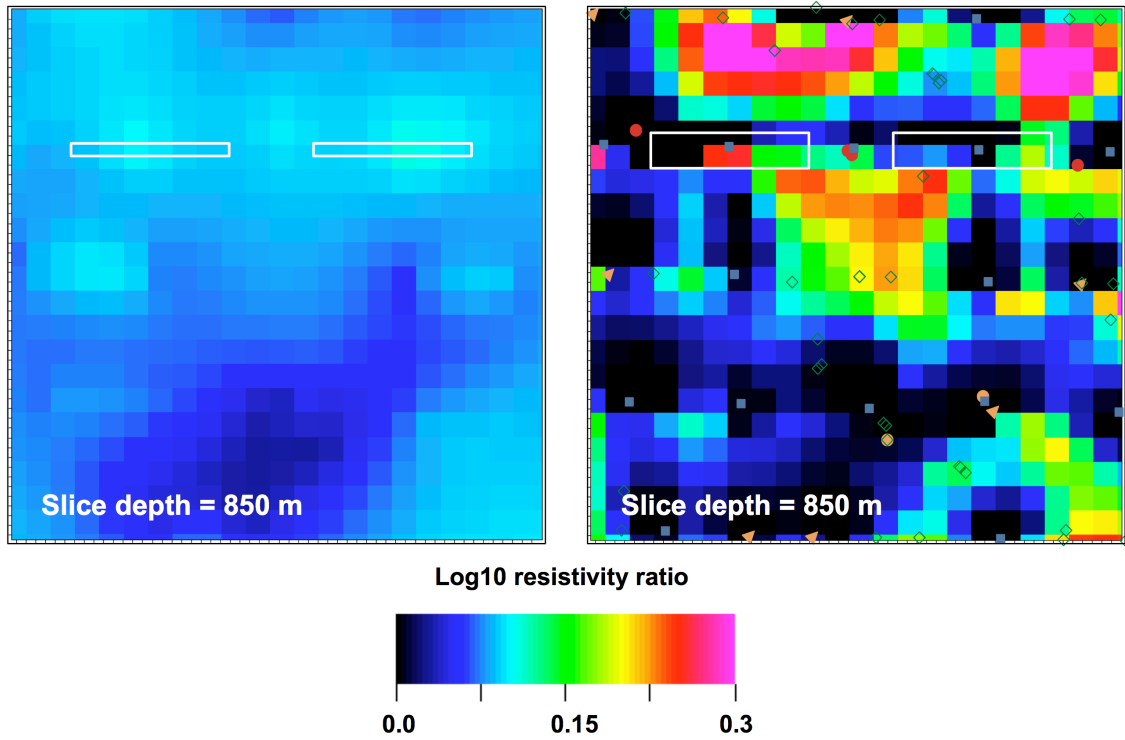 Slice depth = 850 m
Slice depth = 850 m
Log10 resistivity ratio
0.0 0.15 0.3